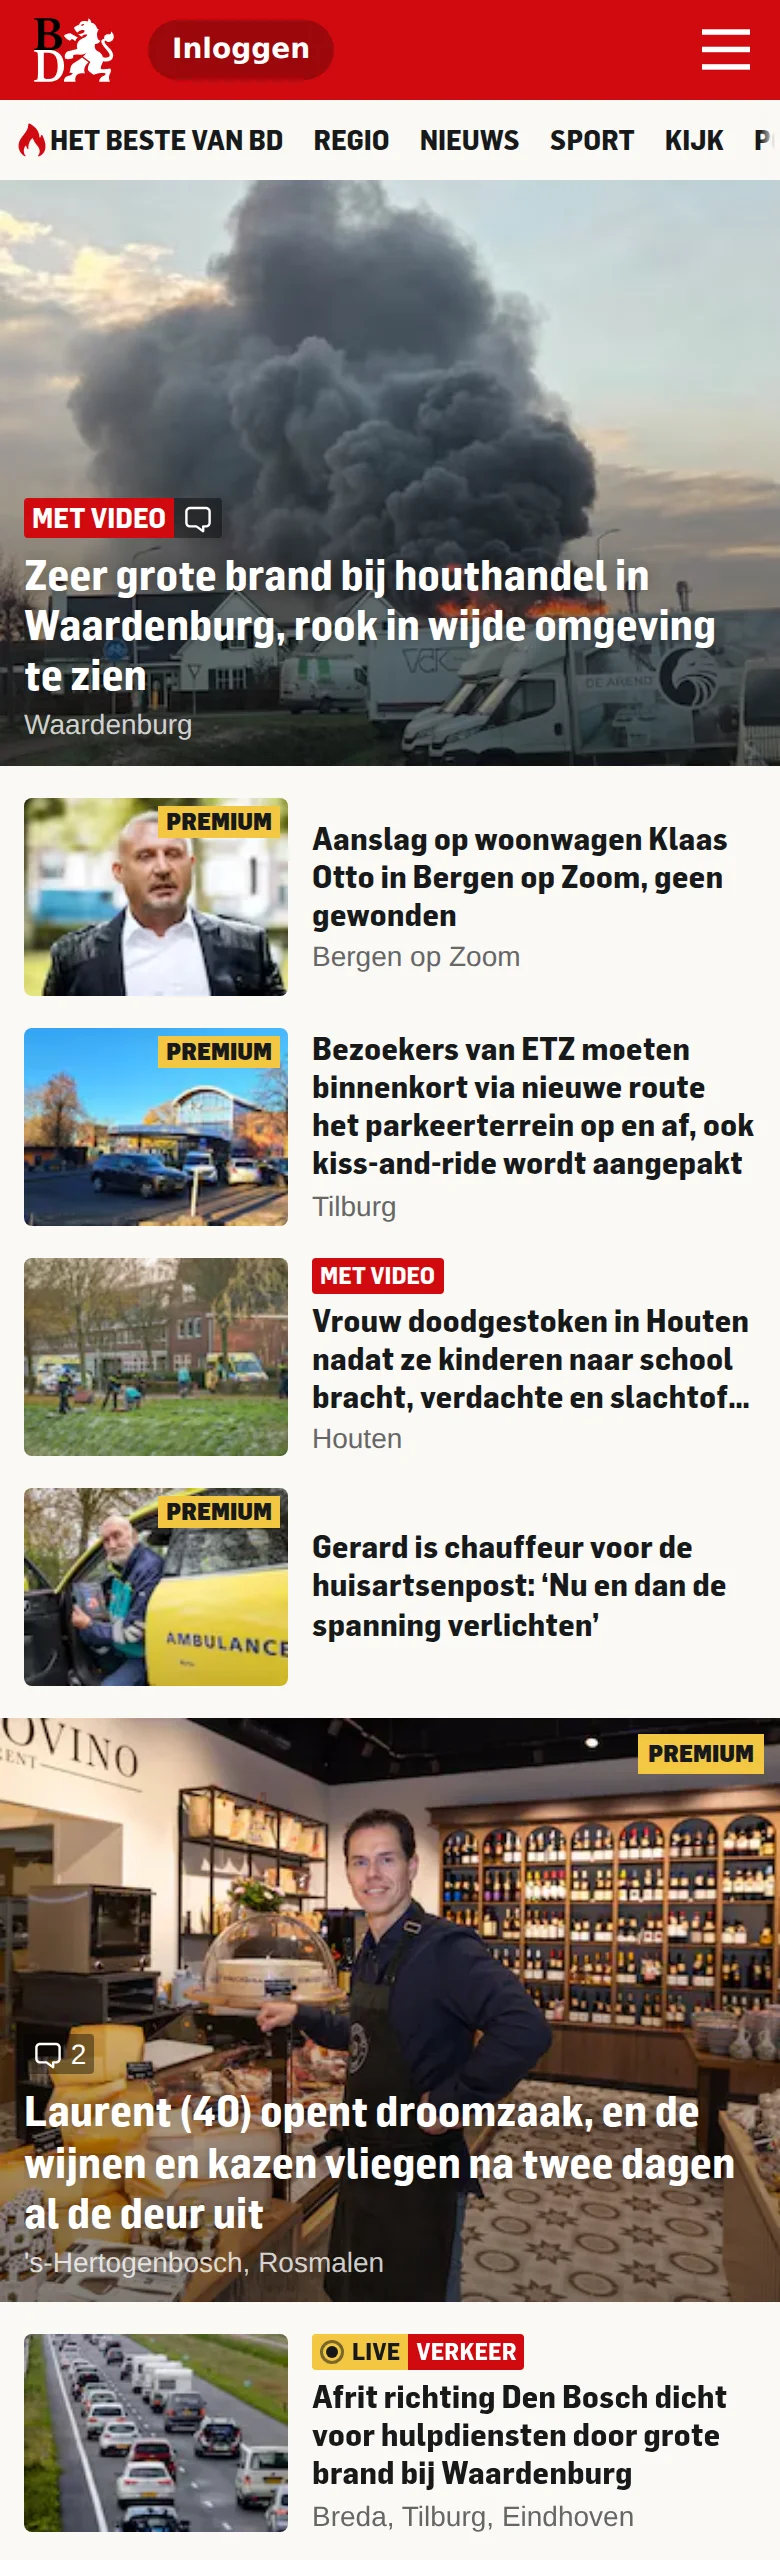 BD
Inloggen
HET BESTE VAN BD REGIO NIEUWS SPORT KIJK
MET VIDEO
Zeer grote brand bij houthandel in
Waardenburg, rook in wijde omgeving
te zien
VCK
DE AREND
Waardenburg
PREMIUM
Aanslag op woonwagen Klaas
Otto in Bergen op Zoom, geen
gewonden
Bergen op Zoom
PREMIUM
Bezoekers van ETZ moeten
binnenkort via nieuwe route
het parkeerterrein op en af, ook
kiss-and-ride wordt aangepakt
Tilburg
MET VIDEO
Vrouw doodgestoken in Houten
nadat ze kinderen naar school
bracht, verdachte en slachtof...
Houten
PREMIUM
AMBULANCE
Gerard is chauffeur voor de
huisartsenpost: ‘Nu en dan de
spanning verlichten’
OVINO
PREMIUM
2
Laurent (40) opent droomzaak, en de
wijnen en kazen vliegen na twee dagen
al de deur uit
's-Hertogenbosch, Rosmalen
LIVE VERKEER
Afrit richting Den Bosch dicht
voor hulpdiensten door grote
brand bij Waardenburg
Breda, Tilburg, Eindhoven